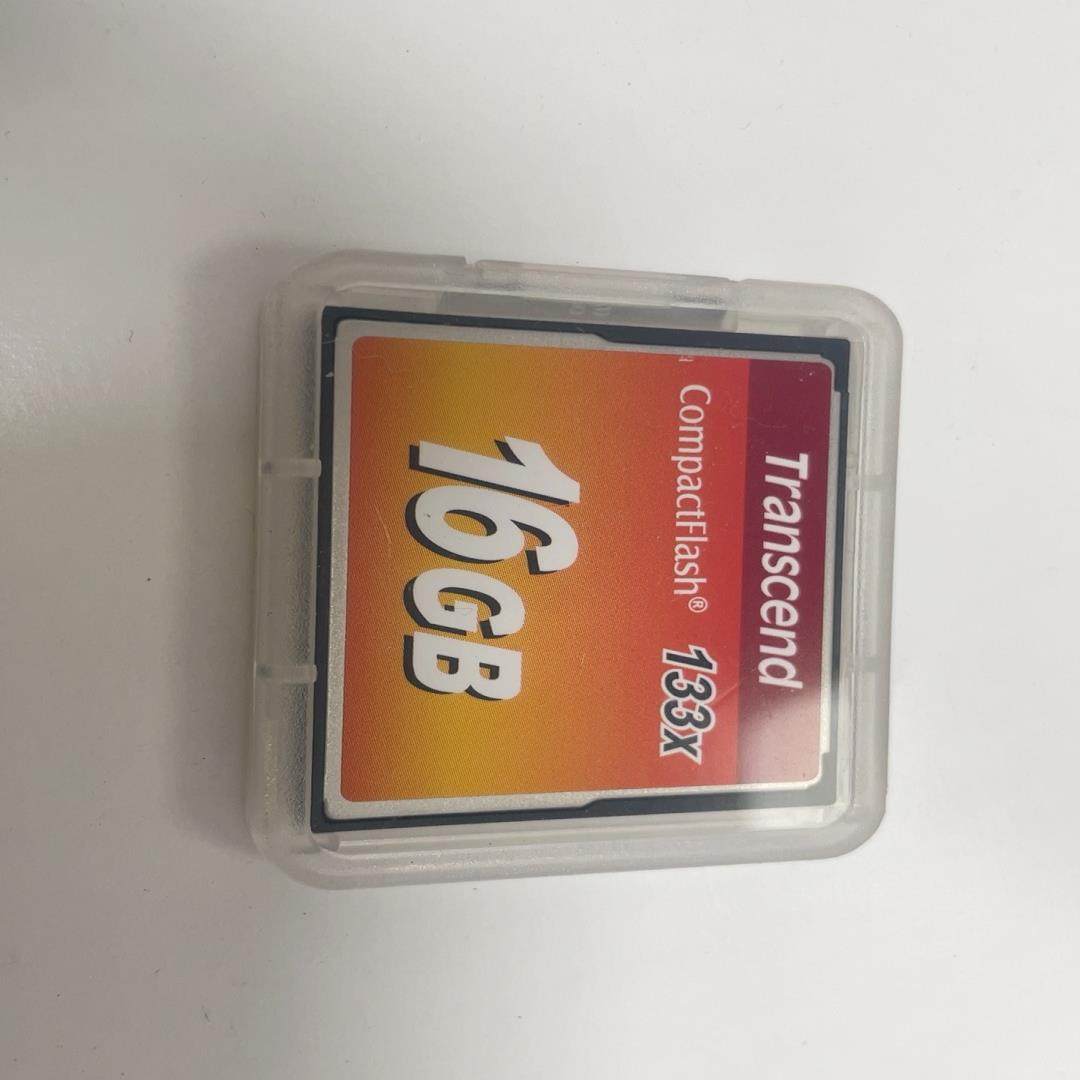 Transcend
CompactFlash® 133x
16GB